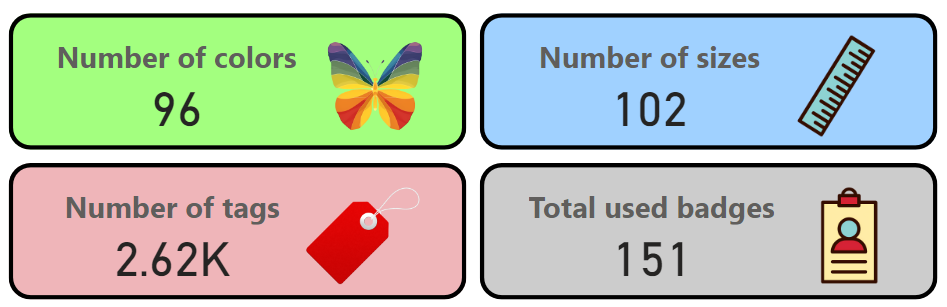 Number of colors
96
Number of sizes
102
Number of tags
2.62K
Total used badges
151